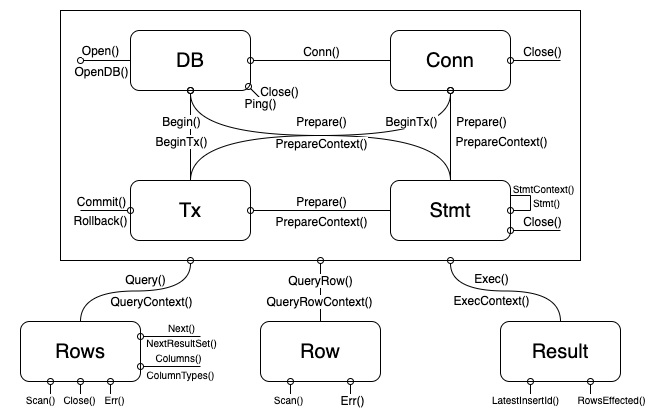 Open()
OpenDB()
DB
Conn()
Conn
Close()
Close()
Ping()
Begin()
BeginTx()
Prepare()
PrepareContext()
BeginTx()
Prepare()
PrepareContext()
Commit()
Rollback()
Tx
Prepare()
PrepareContext()
Stmt
StmtContext()
Stmt()
Close()
Query()
QueryContext()
QueryRow()
QueryRowContext()
Exec()
ExecContext()
Rows
Next()
NextResultSet()
Columns()
ColumnTypes()
Row
Result
Scan()
Close()
Err()
Scan()
Err()
LatestInsertId()
RowsEffected()